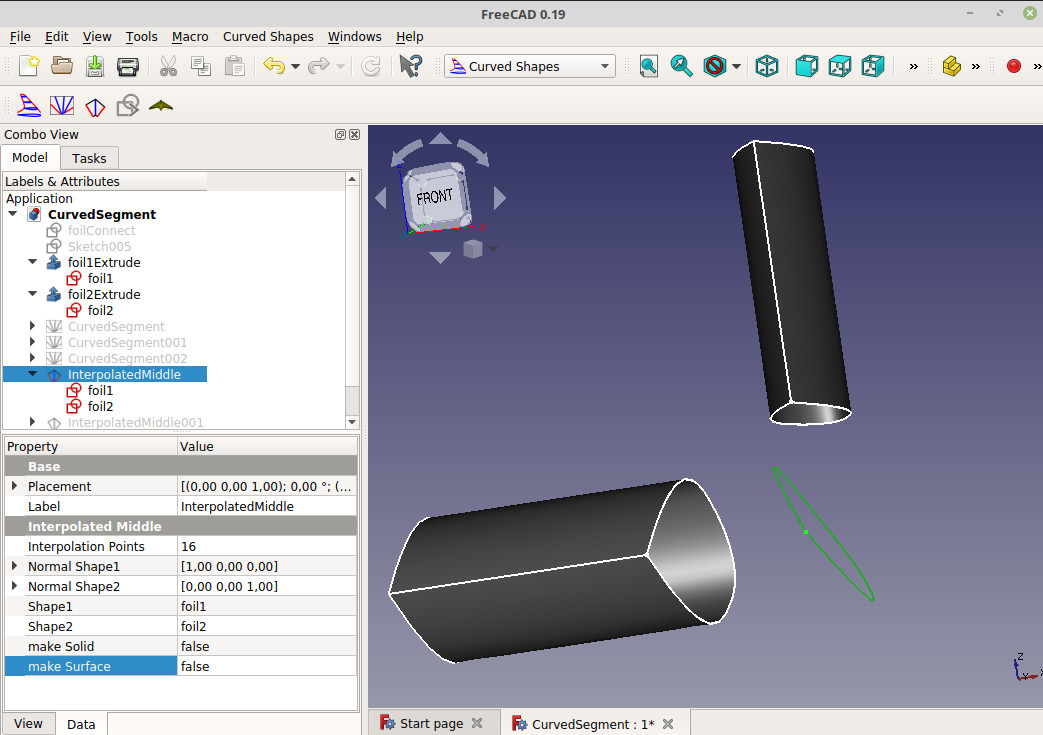 FreeCAD 0.19
File Edit View Tools Macro Curved Shapes Windows Help
Curved Shapes » » »
Combo View
Model Tasks
Labels & Attributes
Application
CurvedSegment
foilConnect
Sketch005
foil1Extrude
foil1
foil2Extrude
foil2
CurvedSegment
CurvedSegment001
CurvedSegment002
InterpolatedMiddle
foil1
foil2
InterpolatedMiddle001
Property Value
Base
Placement [(0,00 0,00 1,00); 0,00 °; (...
Label InterpolatedMiddle
Interpolated Middle
Interpolation Points 16
Normal Shape1 [1,00 0,00 0,00]
Normal Shape2 [0,00 0,00 1,00]
Shape1 foil1
Shape2 foil2
make Solid false
make Surface false
View Data
FRONT
Z
Y X
Start page CurvedSegment : 1*